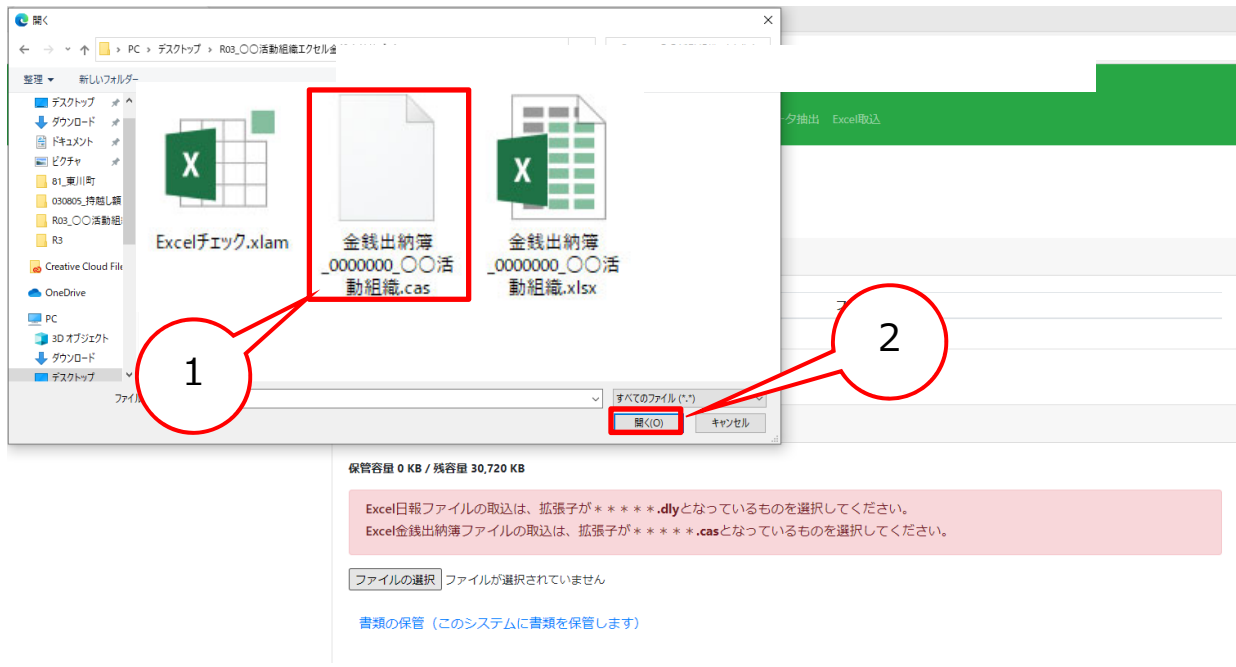 開く
PC › デスクトップ › R03_〇〇活動組織エクセル金
整理 新しいフォルダー
デスクトップ
ダウンロード
ドキュメント
ピクチャ
81_東川町
030805_持越し額
R03_〇〇活動組
R3
Creative Cloud File
OneDrive
PC
3D オブジェクト
ダウンロード
デスクトップ
Excelチェック.xlam
金銭出納簿
_0000000_〇〇活
動組織.cas
金銭出納簿
_0000000_〇〇活
動組織.xlsx
1
2
ファイル
すべてのファイル (*.*)
開く(O) キャンセル
タ抽出 Excel取込
保管容量 0 KB / 残容量 30,720 KB
Excel日報ファイルの取込は、拡張子が＊＊＊＊＊.dlyとなっているものを選択してください。
Excel金銭出納簿ファイルの取込は、拡張子が＊＊＊＊＊.casとなっているものを選択してください。
ファイルの選択 ファイルが選択されていません
書類の保管（このシステムに書類を保管します）